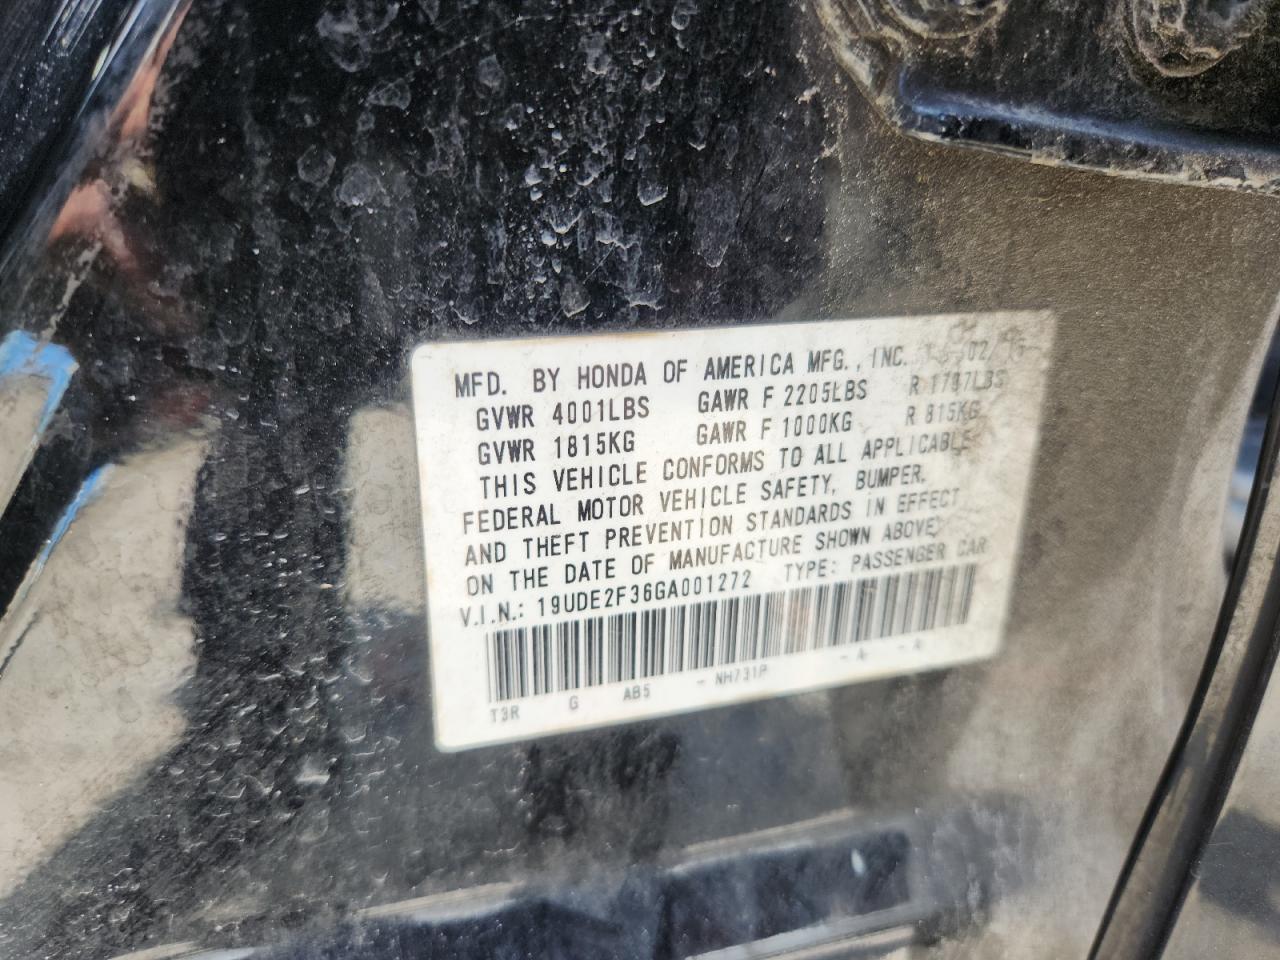 MFD. BY HONDA OF AMERICA MFG., INC. 02/15
GVWR 4001LBS GAWR F 2205LBS R 1797LBS
GVWR 1815KG GAWR F 1000KG R 815KG
THIS VEHICLE CONFORMS TO ALL APPLICABLE
FEDERAL MOTOR VEHICLE SAFETY, BUMPER,
AND THEFT PREVENTION STANDARDS IN EFFECT
ON THE DATE OF MANUFACTURE SHOWN ABOVE.
V.I.N.: 19UDE2F36GA001272 TYPE: PASSENGER CAR
T3R G AB5 - NH731P - A - A